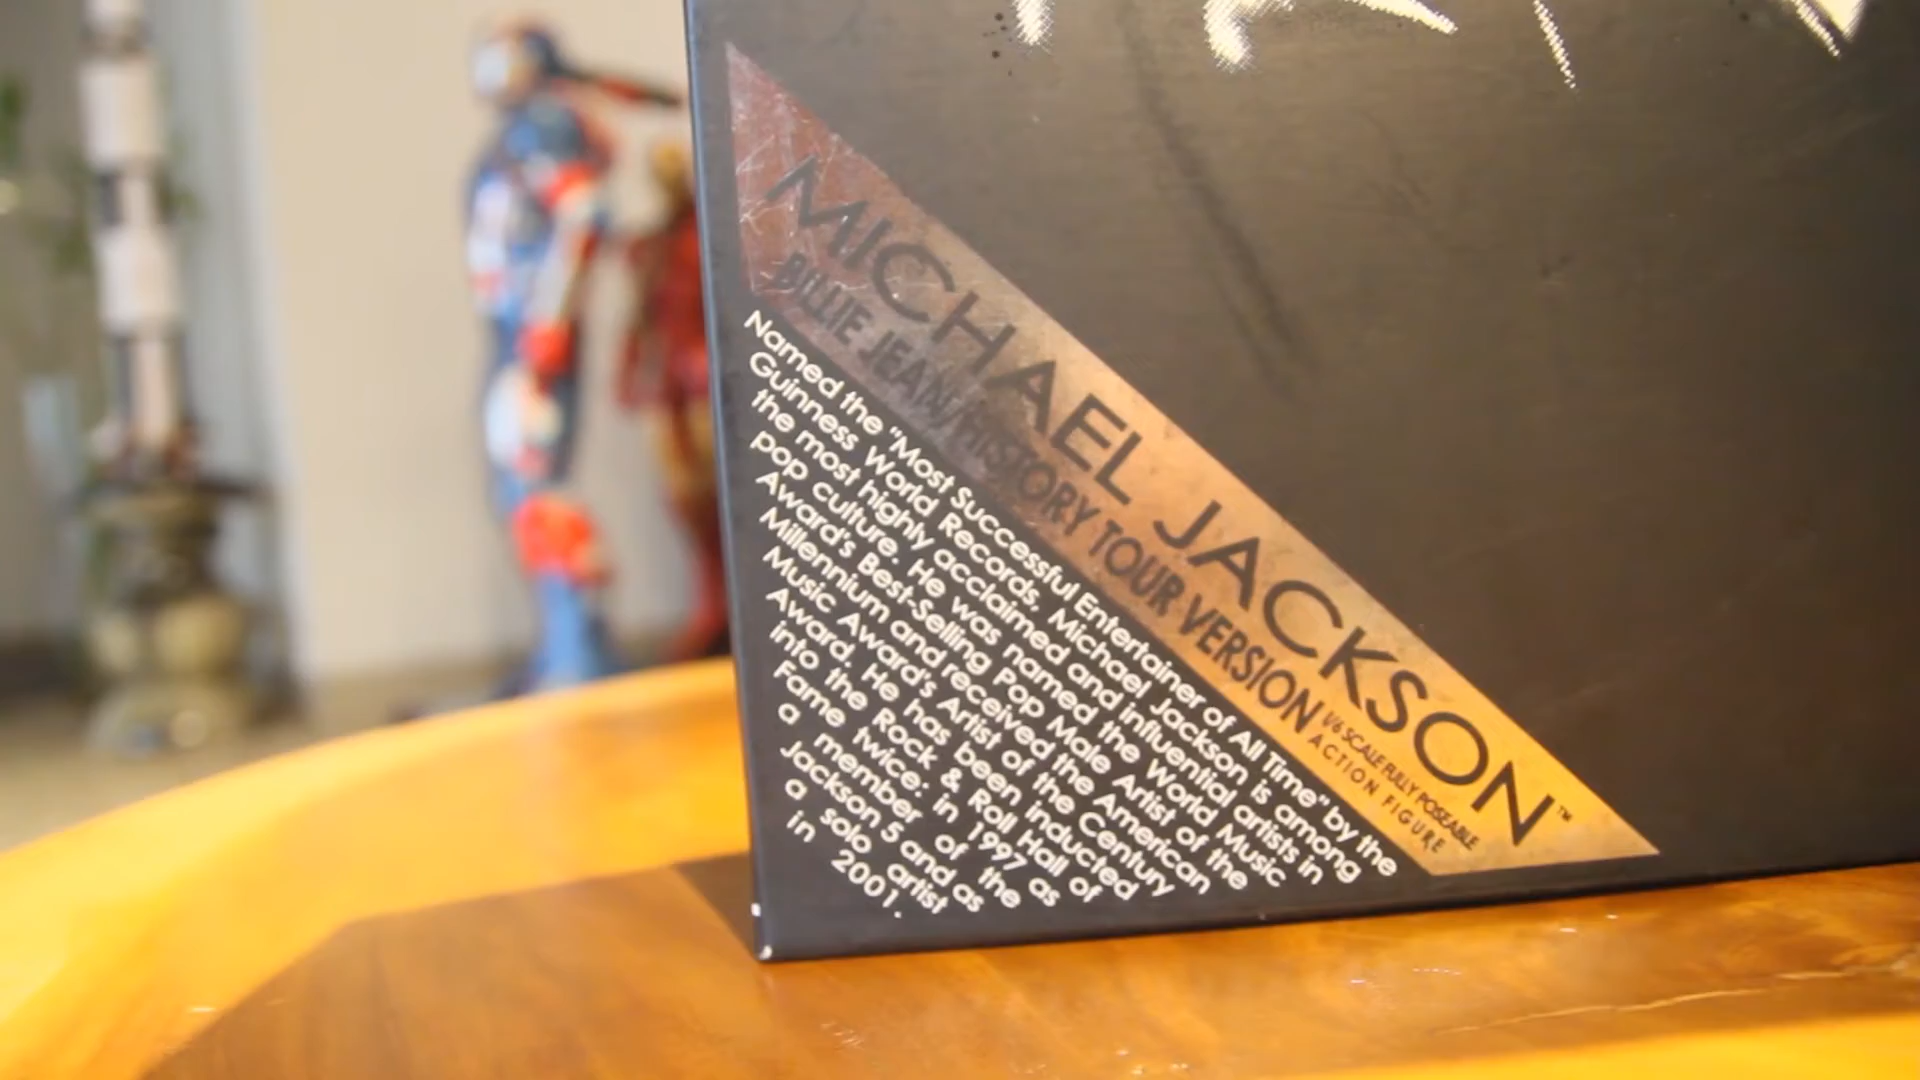 MICHAEL JACKSON™
BILLIE JEAN/HISTORY TOUR VERSION
1/6 SCALE FULLY POSEABLE
ACTION FIGURE
Named the "Most Successful Entertainer of All Time" by the
Guinness World Records, Michael Jackson is among
the most highly acclaimed and influential artists in
pop culture. He was named the World Music
Award's Best-Selling Pop Male Artist of the
Millennium and received the American
Music Award's Artist of the Century
Award. He has been inducted
into the Rock & Roll Hall of
Fame twice: in 1997 as
a member of the
Jackson 5 and as
a solo artist
in 2001.